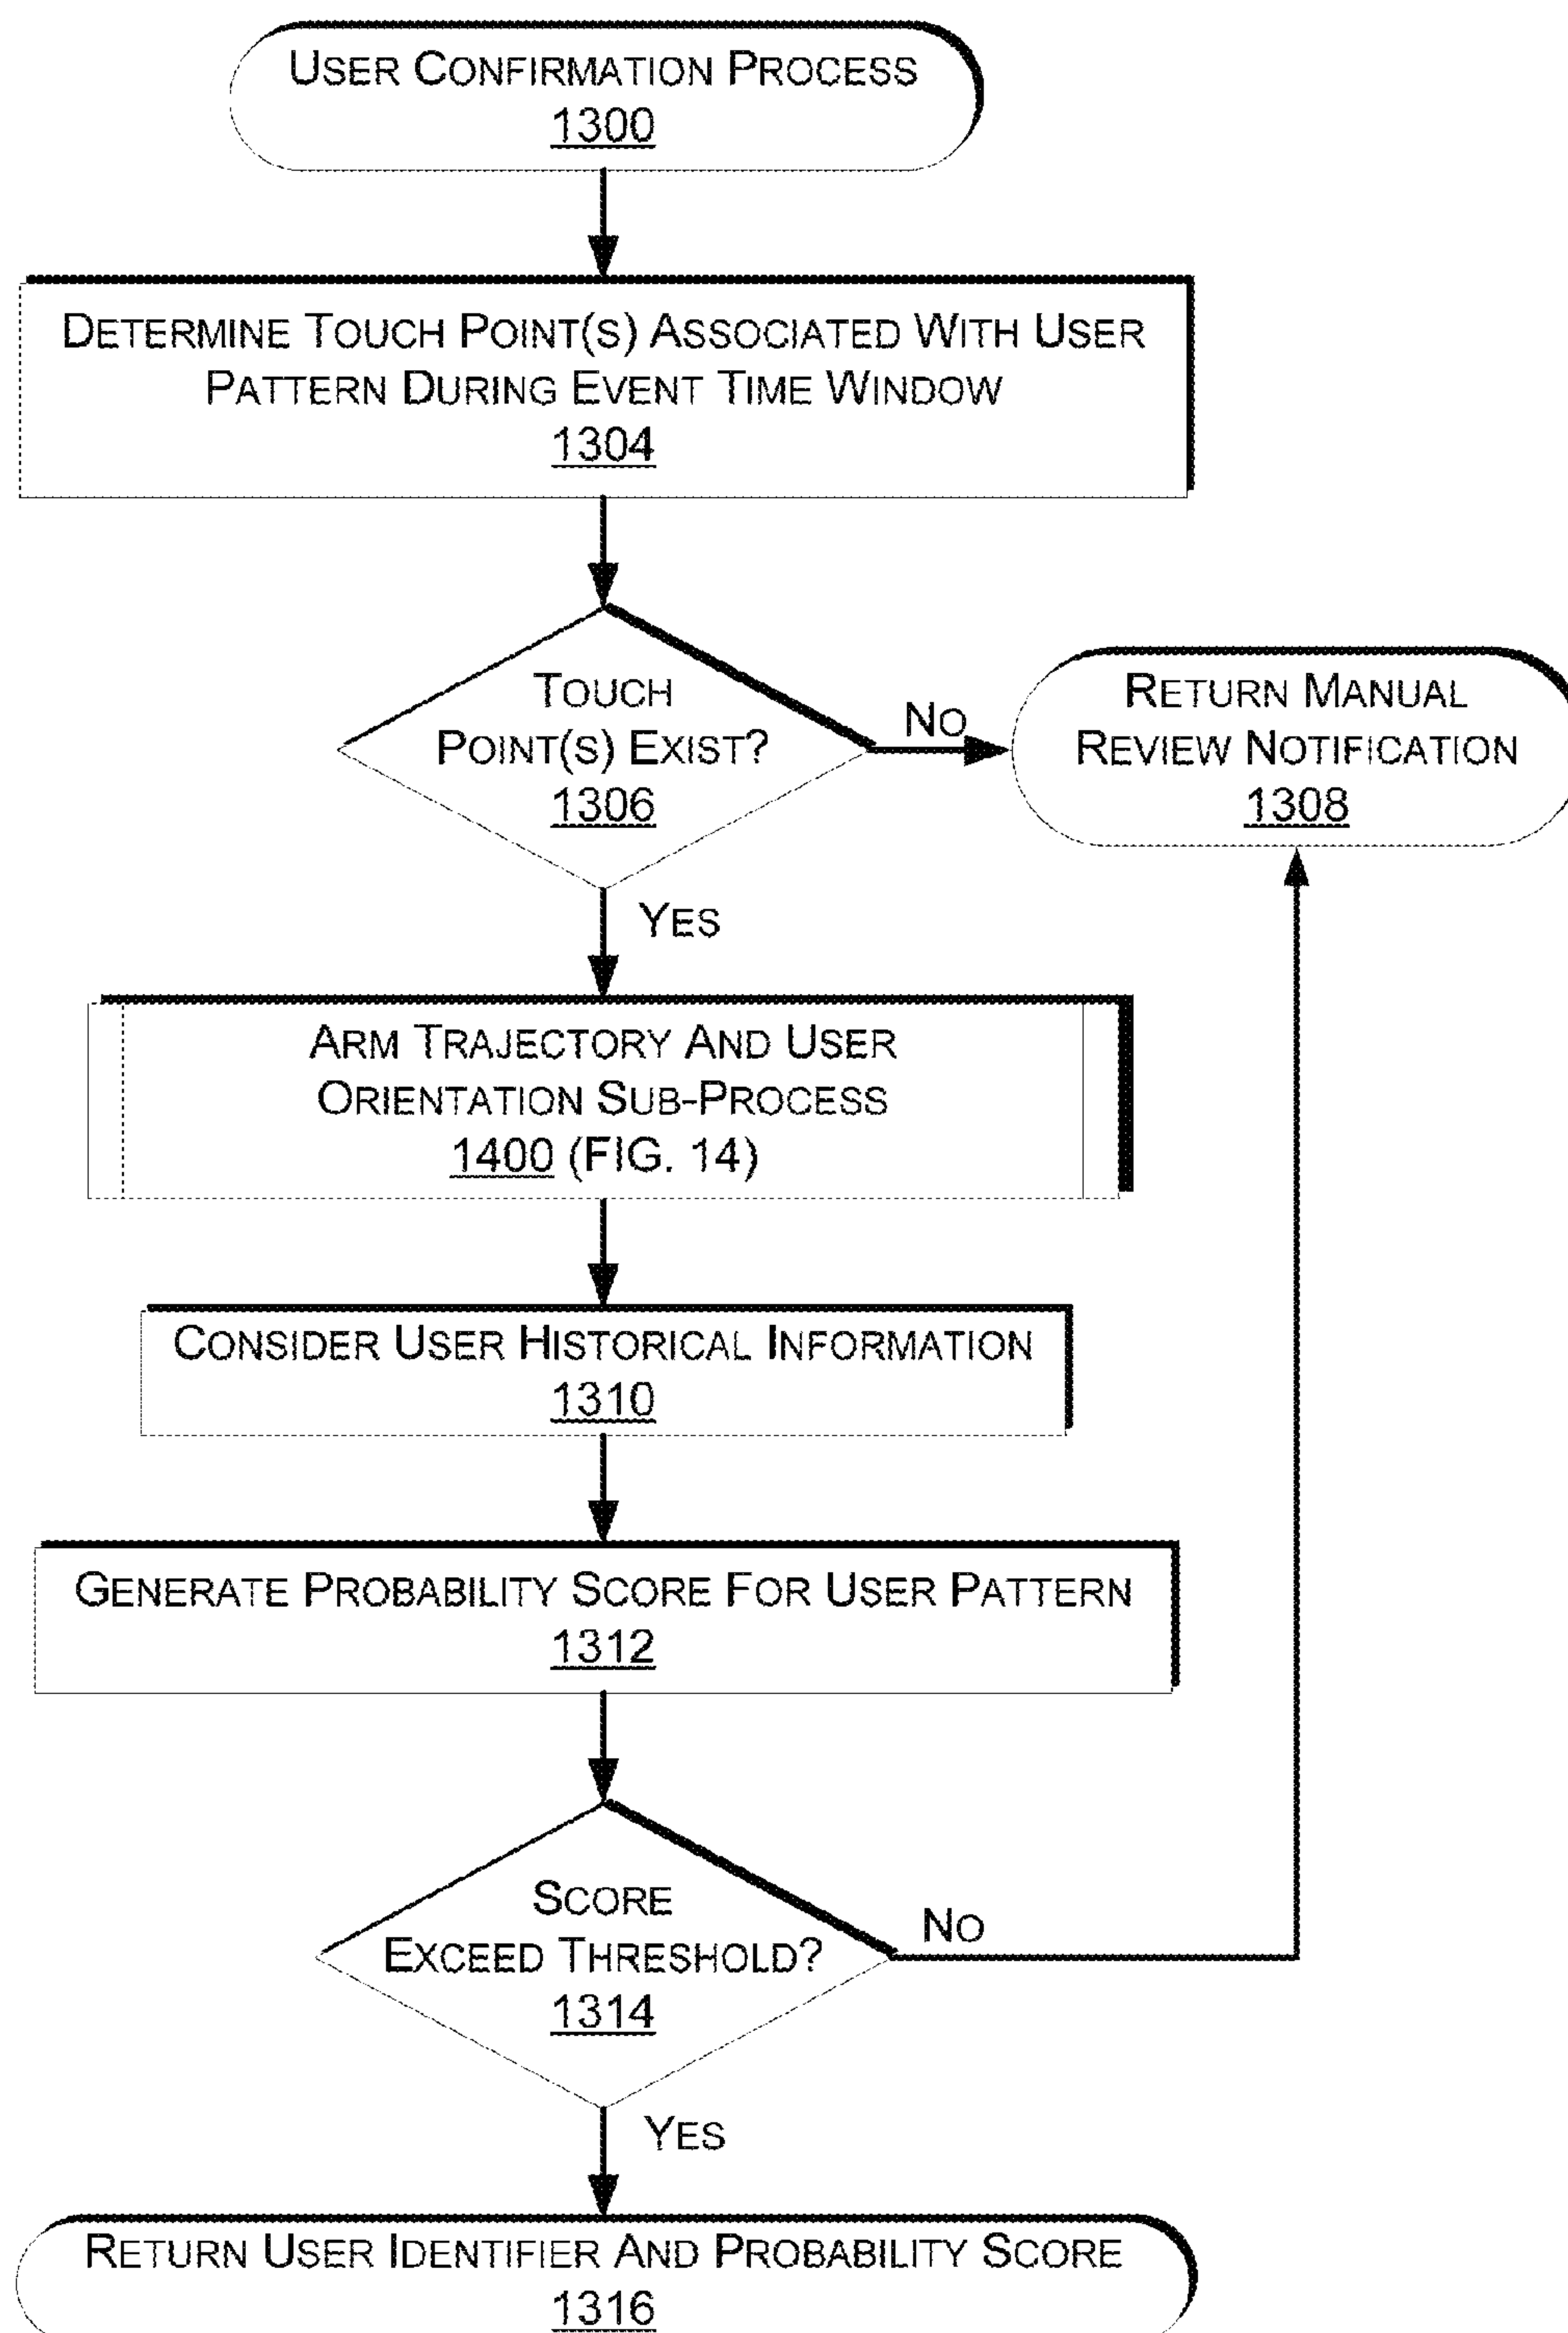 USER CONFIRMATION PROCESS
1300
DETERMINE TOUCH POINT(S) ASSOCIATED WITH USER
PATTERN DURING EVENT TIME WINDOW
1304
TOUCH
POINT(S) EXIST?
1306
NO
RETURN MANUAL
REVIEW NOTIFICATION
1308
YES
ARM TRAJECTORY AND USER
ORIENTATION SUB-PROCESS
1400 (FIG. 14)
CONSIDER USER HISTORICAL INFORMATION
1310
GENERATE PROBABILITY SCORE FOR USER PATTERN
1312
SCORE
EXCEED THRESHOLD?
1314
NO
YES
RETURN USER IDENTIFIER AND PROBABILITY SCORE
1316